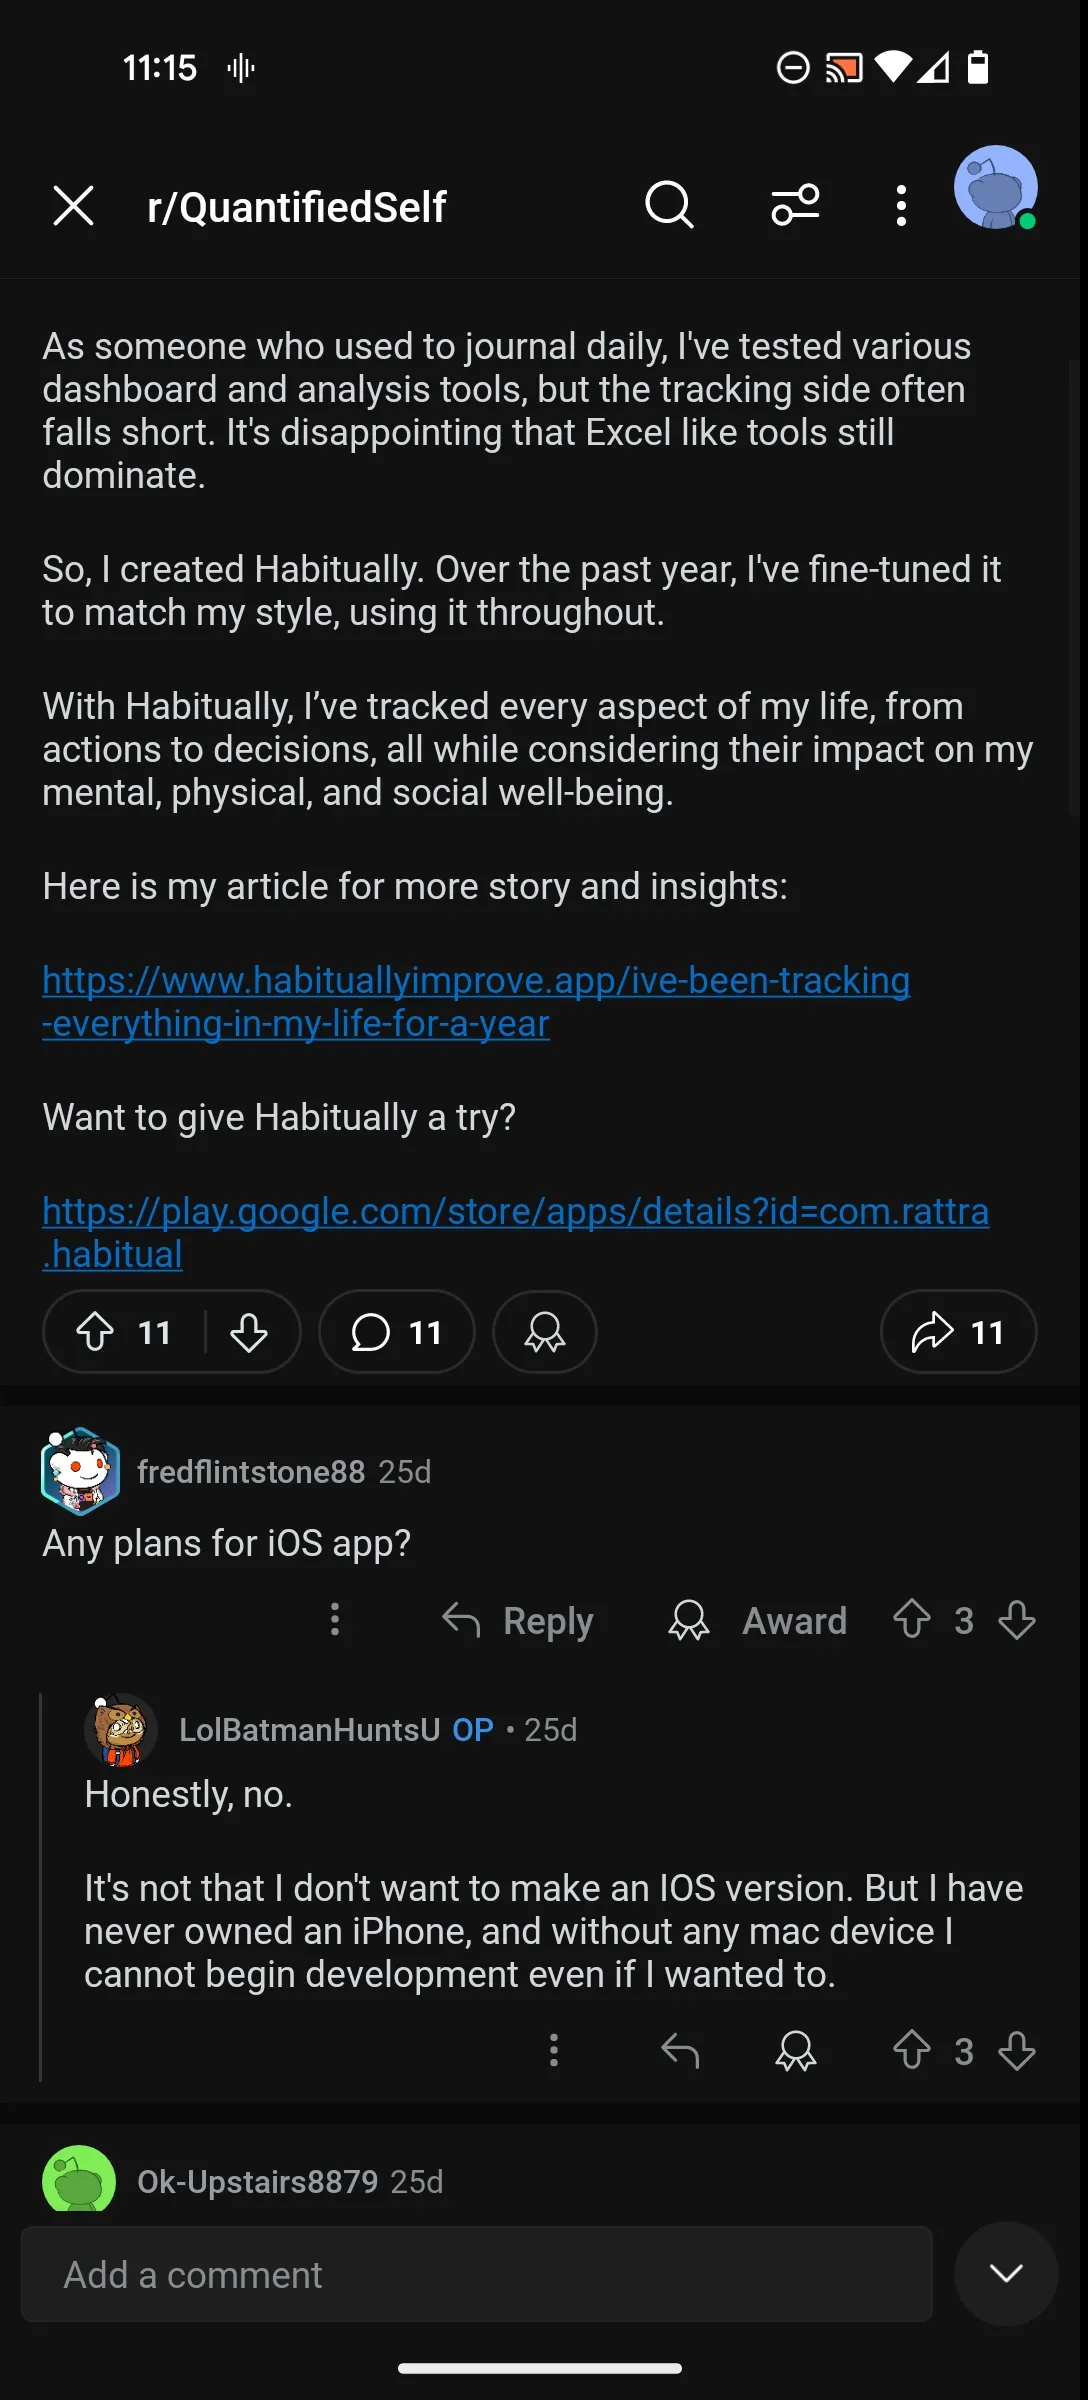 11:15
r/QuantifiedSelf
As someone who used to journal daily, I've tested various
dashboard and analysis tools, but the tracking side often
falls short. It's disappointing that Excel like tools still
dominate.
So, I created Habitually. Over the past year, I've fine-tuned it
to match my style, using it throughout.
With Habitually, I’ve tracked every aspect of my life, from
actions to decisions, all while considering their impact on my
mental, physical, and social well-being.
Here is my article for more story and insights:
https://www.habituallyimprove.app/ive-been-tracking
-everything-in-my-life-for-a-year
Want to give Habitually a try?
https://play.google.com/store/apps/details?id=com.rattra
.habitual
11 11 11
fredflintstone88 25d
Any plans for iOS app?
Reply Award 3
LolBatmanHuntsU OP • 25d
Honestly, no.
It's not that I don't want to make an IOS version. But I have
never owned an iPhone, and without any mac device I
cannot begin development even if I wanted to.
3
Ok-Upstairs8879 25d
Add a comment